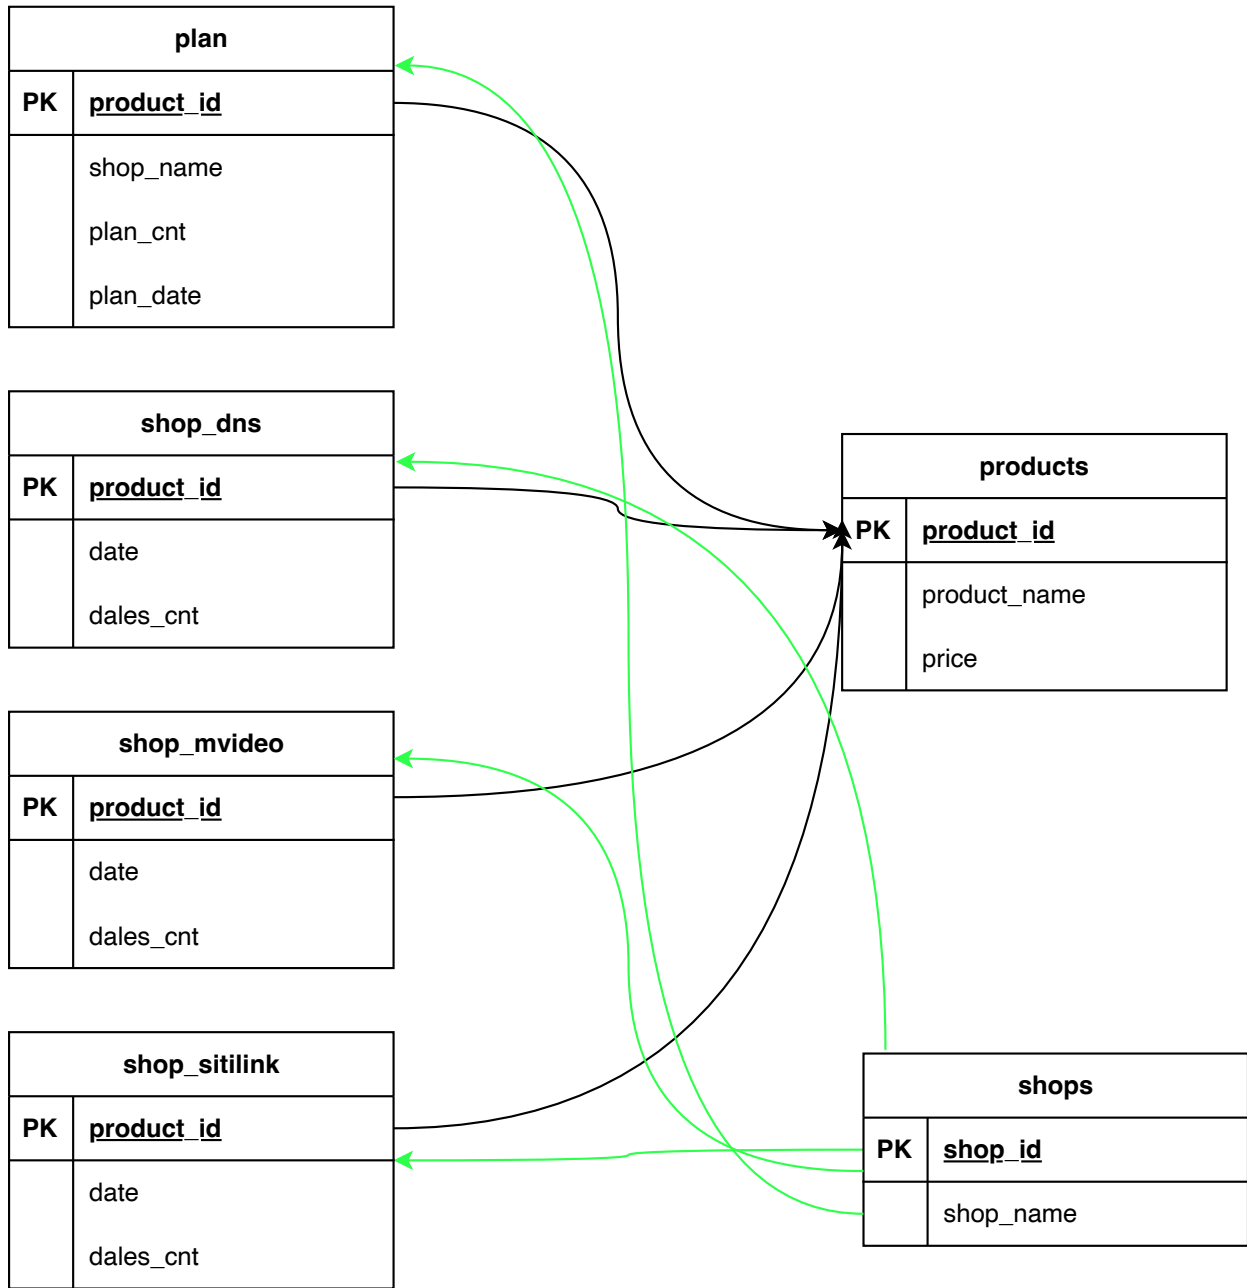 plan
PK product_id
shop_name
plan_cnt
plan_date
shop_dns
PK product_id
date
dales_cnt
products
PK product_id
product_name
price
shop_mvideo
PK product_id
date
dales_cnt
shop_sitilink
PK product_id
date
dales_cnt
shops
PK shop_id
shop_name